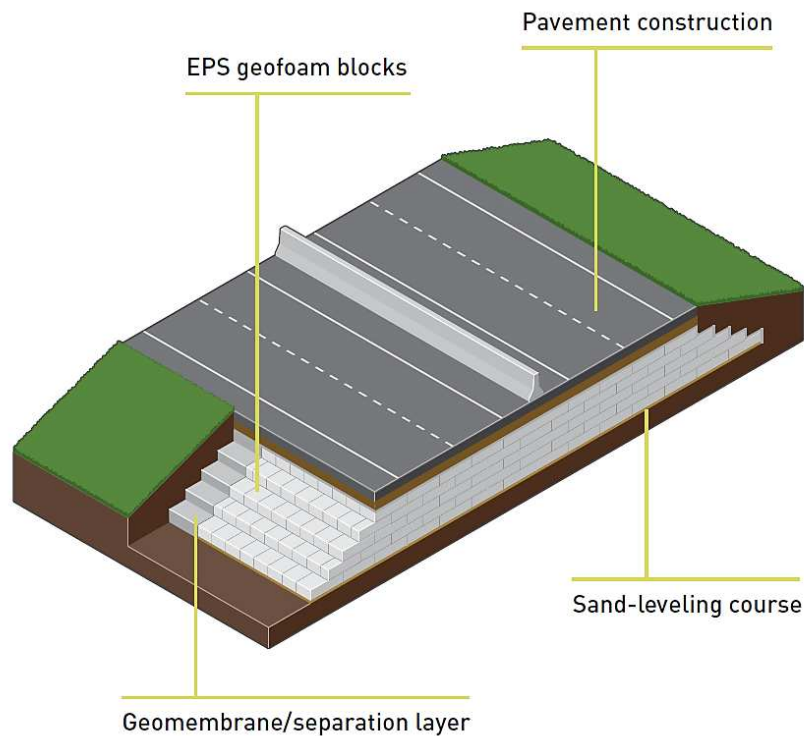 Pavement construction
EPS geofoam blocks
Sand-leveling course
Geomembrane/separation layer